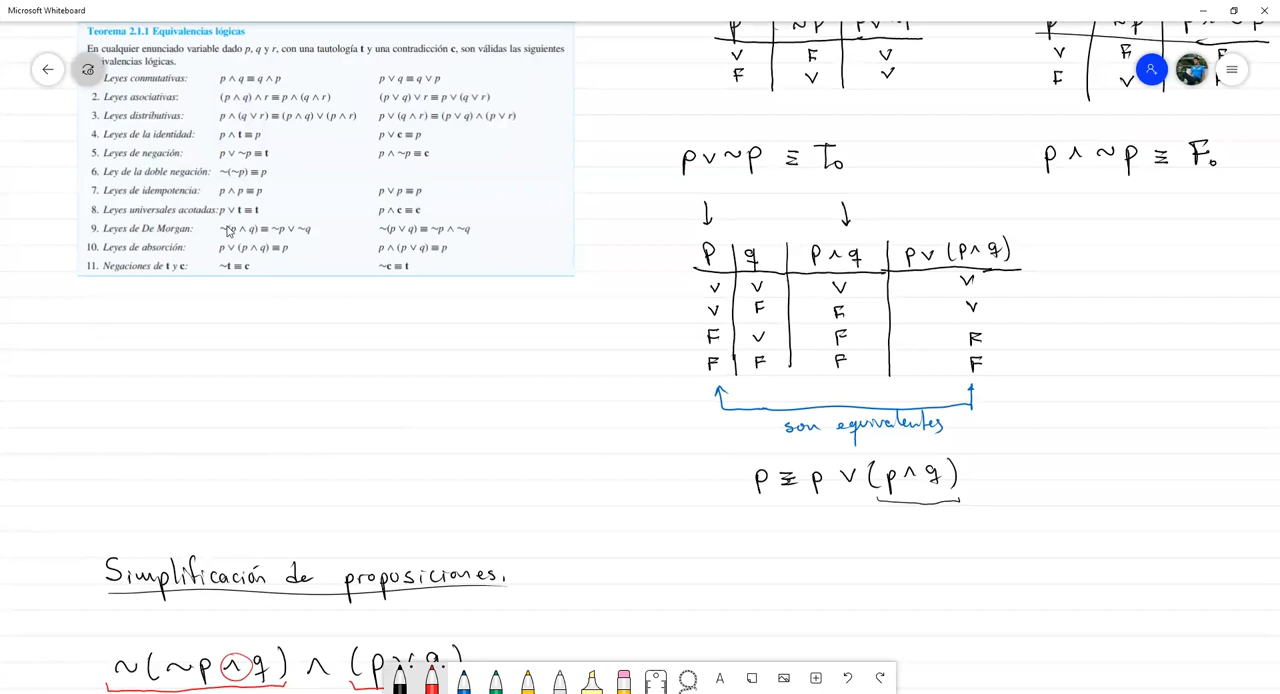 Microsoft Whiteboard
Teorema 2.1.1 Equivalencias lógicas
En cualquier enunciado variable dado p, q y r, con una tautología t y una contradicción c, son válidas las siguientes
ivalencias lógicas.
Leyes conmutativas: p ∧ q ≡ q ∧ p p ∨ q ≡ q ∨ p
2. Leyes asociativas: (p ∧ q) ∧ r ≡ p ∧ (q ∧ r) (p ∨ q) ∨ r ≡ p ∨ (q ∨ r)
3. Leyes distributivas: p ∧ (q ∨ r) ≡ (p ∧ q) ∨ (p ∧ r) p ∨ (q ∧ r) ≡ (p ∨ q) ∧ (p ∨ r)
4. Leyes de la identidad: p ∧ t ≡ p p ∨ c ≡ p
5. Leyes de negación: p ∨ ~p ≡ t p ∧ ~p ≡ c
6. Ley de la doble negación: ~(~p) ≡ p
7. Leyes de idempotencia: p ∧ p ≡ p p ∨ p ≡ p
8. Leyes universales acotadas: p ∨ t ≡ t p ∧ c ≡ c
9. Leyes de De Morgan: ~(p ∧ q) ≡ ~p ∨ ~q ~(p ∨ q) ≡ ~p ∧ ~q
10. Leyes de absorción: p ∨ (p ∧ q) ≡ p p ∧ (p ∨ q) ≡ p
11. Negaciones de t y c: ~t ≡ c ~c ≡ t
V F V
F V V
V F
F V F
p ∨ ~p ≡ T₀
p ∧ ~p ≡ F₀
P q p ∧ q p ∨ (p ∧ q)
V V V V
V F F V
F V F F
F F F F
son equivalentes
p ≡ p ∨ (p ∧ q)
Simplificación de proposiciones.
~(~p ∧ q) ∧ (p ∨ q)
A